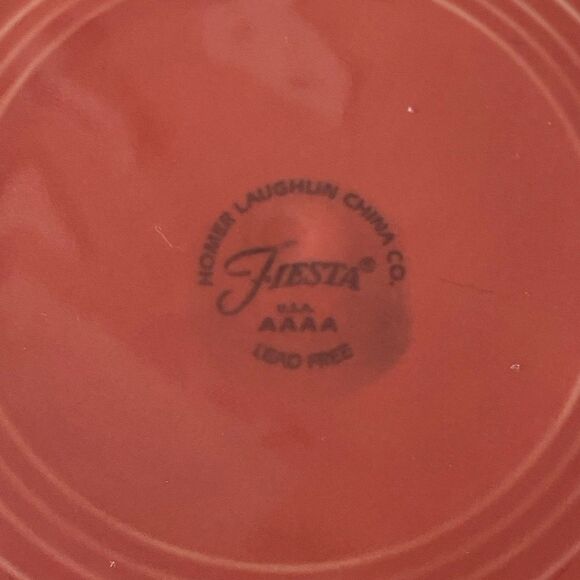 HOMER LAUGHLIN CHINA CO.
FIESTA®
U.S.A.
AAAA
LEAD FREE